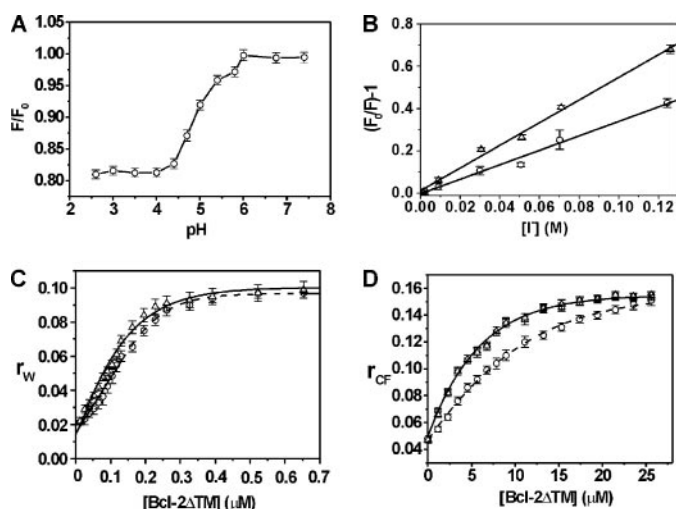 A
F/F₀
1.05
1.00
0.95
0.90
0.85
0.80
2 3 4 5 6 7 8
pH
B
(F₀/F)-1
0.8
0.6
0.4
0.2
0.0
0.00 0.02 0.04 0.06 0.08 0.10 0.12
[I⁻] (M)
C
r_W
0.10
0.08
0.06
0.04
0.02
0.00
0.0 0.1 0.2 0.3 0.4 0.5 0.6 0.7
[Bcl-2ΔTM] (μM)
D
r_CF
0.16
0.14
0.12
0.10
0.08
0.06
0.04
0 5 10 15 20 25
[Bcl-2ΔTM] (μM)